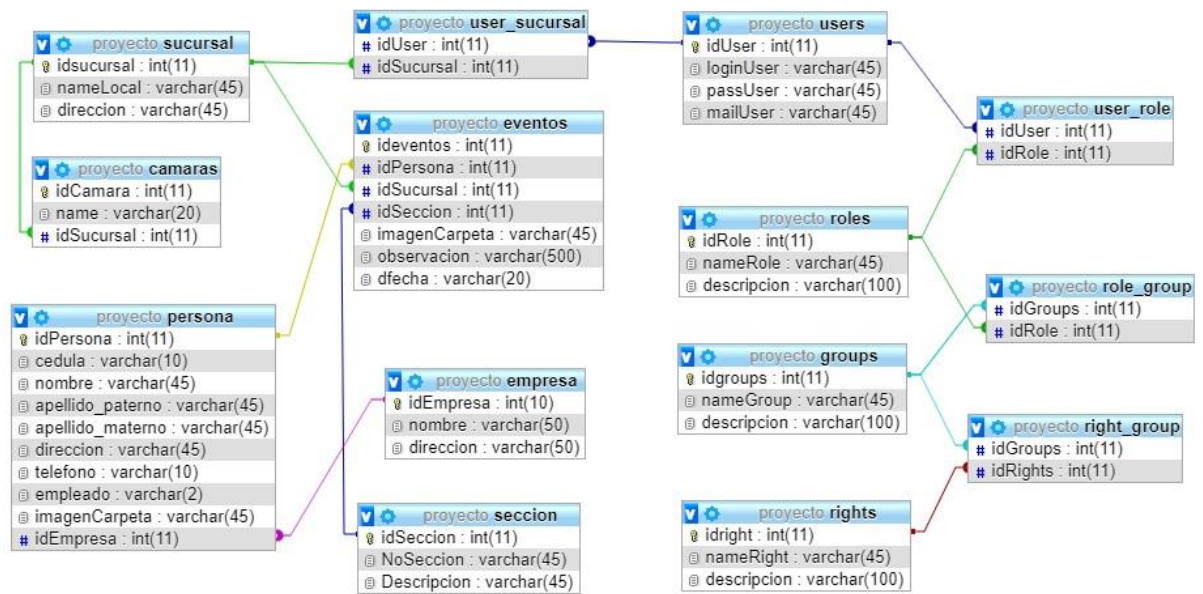 proyecto sucursal
idsucursal : int(11)
nameLocal : varchar(45)
direccion : varchar(45)
proyecto camaras
idCamara : int(11)
name : varchar(20)
idSucursal : int(11)
proyecto persona
idPersona : int(11)
cedula : varchar(10)
nombre : varchar(45)
apellido_paterno : varchar(45)
apellido_materno : varchar(45)
direccion : varchar(45)
telefono : varchar(10)
empleado : varchar(2)
imagenCarpeta : varchar(45)
idEmpresa : int(11)
proyecto user_sucursal
idUser : int(11)
idSucursal : int(11)
proyecto eventos
ideventos : int(11)
idPersona : int(11)
idSucursal : int(11)
idSeccion : int(11)
imagenCarpeta : varchar(45)
observacion : varchar(500)
dfecha : varchar(20)
proyecto empresa
idEmpresa : int(10)
nombre : varchar(50)
direccion : varchar(50)
proyecto seccion
idSeccion : int(11)
NoSeccion : varchar(45)
Descripcion : varchar(45)
proyecto users
idUser : int(11)
loginUser : varchar(45)
passUser : varchar(45)
mailUser : varchar(45)
proyecto roles
idRole : int(11)
nameRole : varchar(45)
descripcion : varchar(100)
proyecto groups
idgroups : int(11)
nameGroup : varchar(45)
descripcion : varchar(100)
proyecto rights
idright : int(11)
nameRight : varchar(45)
descripcion : varchar(100)
proyecto user_role
idUser : int(11)
idRole : int(11)
proyecto role_group
idGroups : int(11)
idRole : int(11)
proyecto right_group
idGroups : int(11)
idRights : int(11)